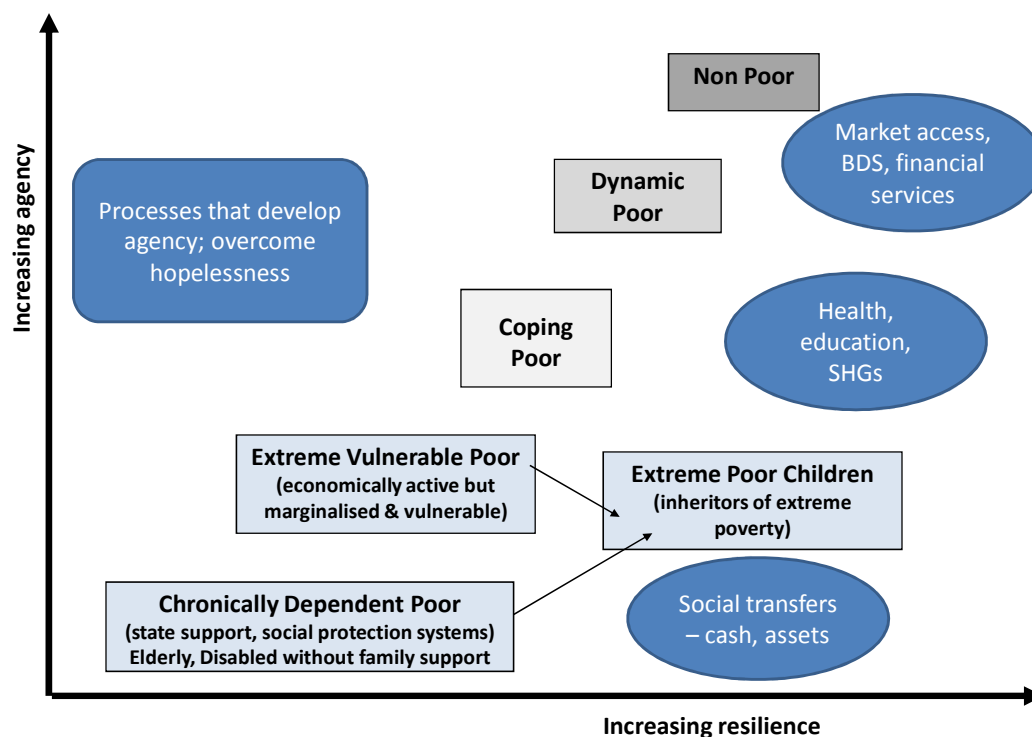 Increasing agency
Non Poor
Market access,
BDS, financial
services
Dynamic
Poor
Processes that develop
agency; overcome
hopelessness
Coping
Poor
Health,
education,
SHGs
Extreme Vulnerable Poor
(economically active but
marginalised & vulnerable)
Extreme Poor Children
(inheritors of extreme
poverty)
Chronically Dependent Poor
(state support, social protection systems)
Elderly, Disabled without family support
Social transfers
– cash, assets
Increasing resilience